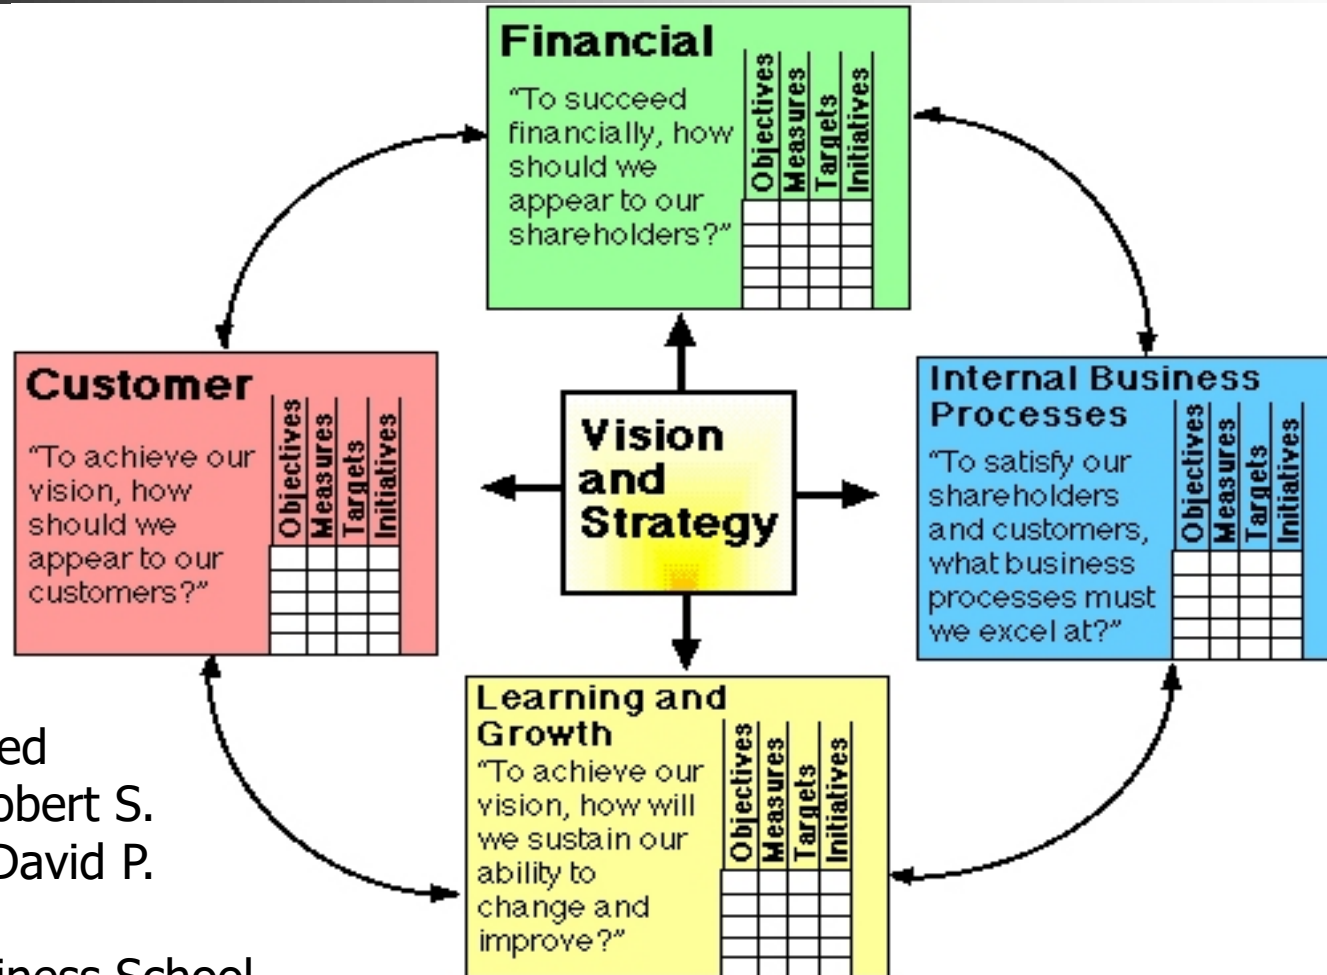 Financial
“To succeed
financially, how
should we
appear to our
shareholders?”
Objectives
Measures
Targets
Initiatives
Customer
“To achieve our
vision, how
should we
appear to our
customers?”
Objectives
Measures
Targets
Initiatives
Vision
and
Strategy
Internal Business
Processes
“To satisfy our
shareholders
and customers,
what business
processes must
we excel at?”
Objectives
Measures
Targets
Initiatives
Learning and
Growth
“To achieve our
vision, how will
we sustain our
ability to
change and
improve?”
Objectives
Measures
Targets
Initiatives
S.
David P.
School